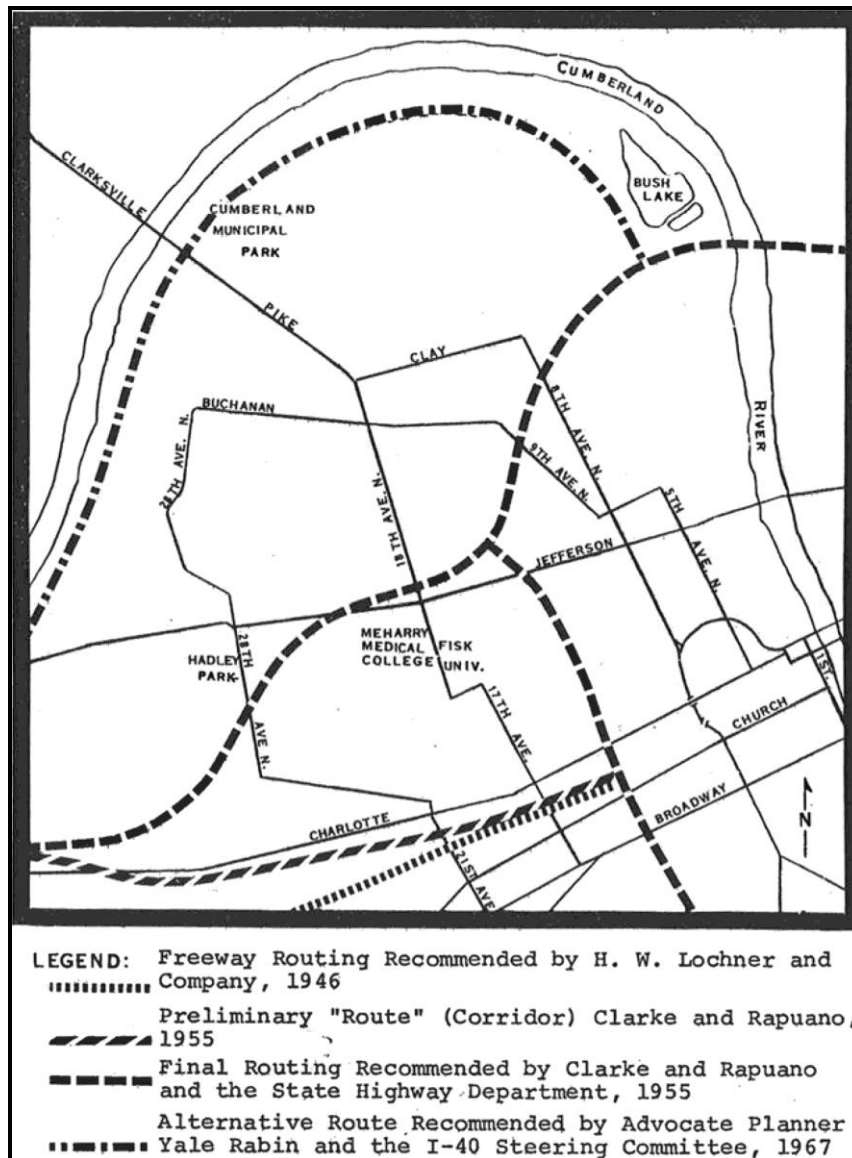 CUMBERLAND
CLARKSVILLE
BUSH
LAKE
CUMBERLAND
MUNICIPAL
PARK
PIKE
CLAY
RIVER
BUCHANAN
8TH AVE. N.
28TH AVE. N.
9TH AVE. N.
5TH AVE. N.
18TH AVE. N.
JEFFERSON
MEHARRY
MEDICAL
COLLEGE
FISK
UNIV.
HADLEY
PARK
28TH AVE N.
17TH AVE.
1ST.
CHURCH
BROADWAY
CHARLOTTE
21ST AVE
N
LEGEND: Freeway Routing Recommended by H. W. Lochner and
Company, 1946
Preliminary "Route" (Corridor) Clarke and Rapuano,
1955
Final Routing Recommended by Clarke and Rapuano
and the State Highway Department, 1955
Alternative Route Recommended by Advocate Planner
Yale Rabin and the I-40 Steering Committee, 1967